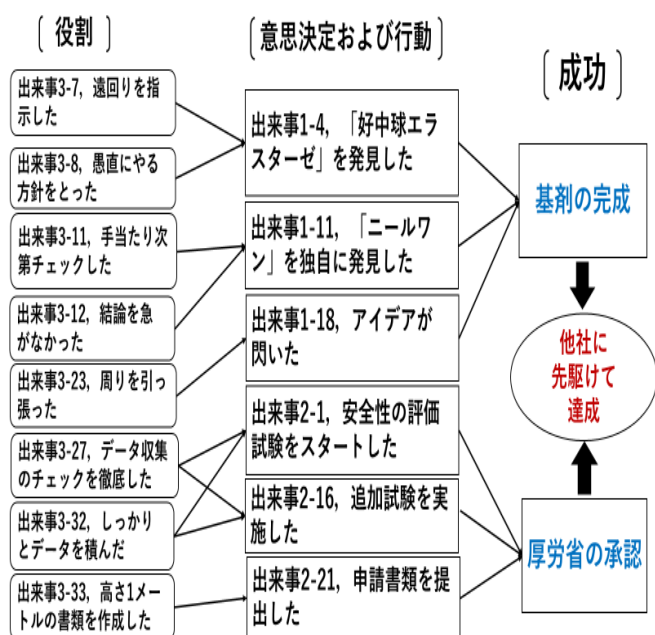 〔 役割 〕
出来事3-7，遠回りを指
示した
出来事3-8，愚直にやる
方針をとった
出来事3-11，手当たり次
第チェックした
出来事3-12，結論を急
がなかった
出来事3-23，周りを引っ
張った
出来事3-27，データ収集
のチェックを徹底した
出来事3-32，しっかり
とデータを積んだ
出来事3-33，高さ1メー
トルの書類を作成した
〔 意思決定および行動 〕
出来事1-4，「好中球エラ
スターゼ」を発見した
出来事1-11，「ニールワ
ン」を独自に発見した
出来事1-18，アイデアが
閃いた
出来事2-1，安全性の評価
試験をスタートした
出来事2-16，追加試験を実
施した
出来事2-21，申請書類を提
出した
〔 成功 〕
基剤の完成
他社に
先駆けて
達成
厚労省の承認